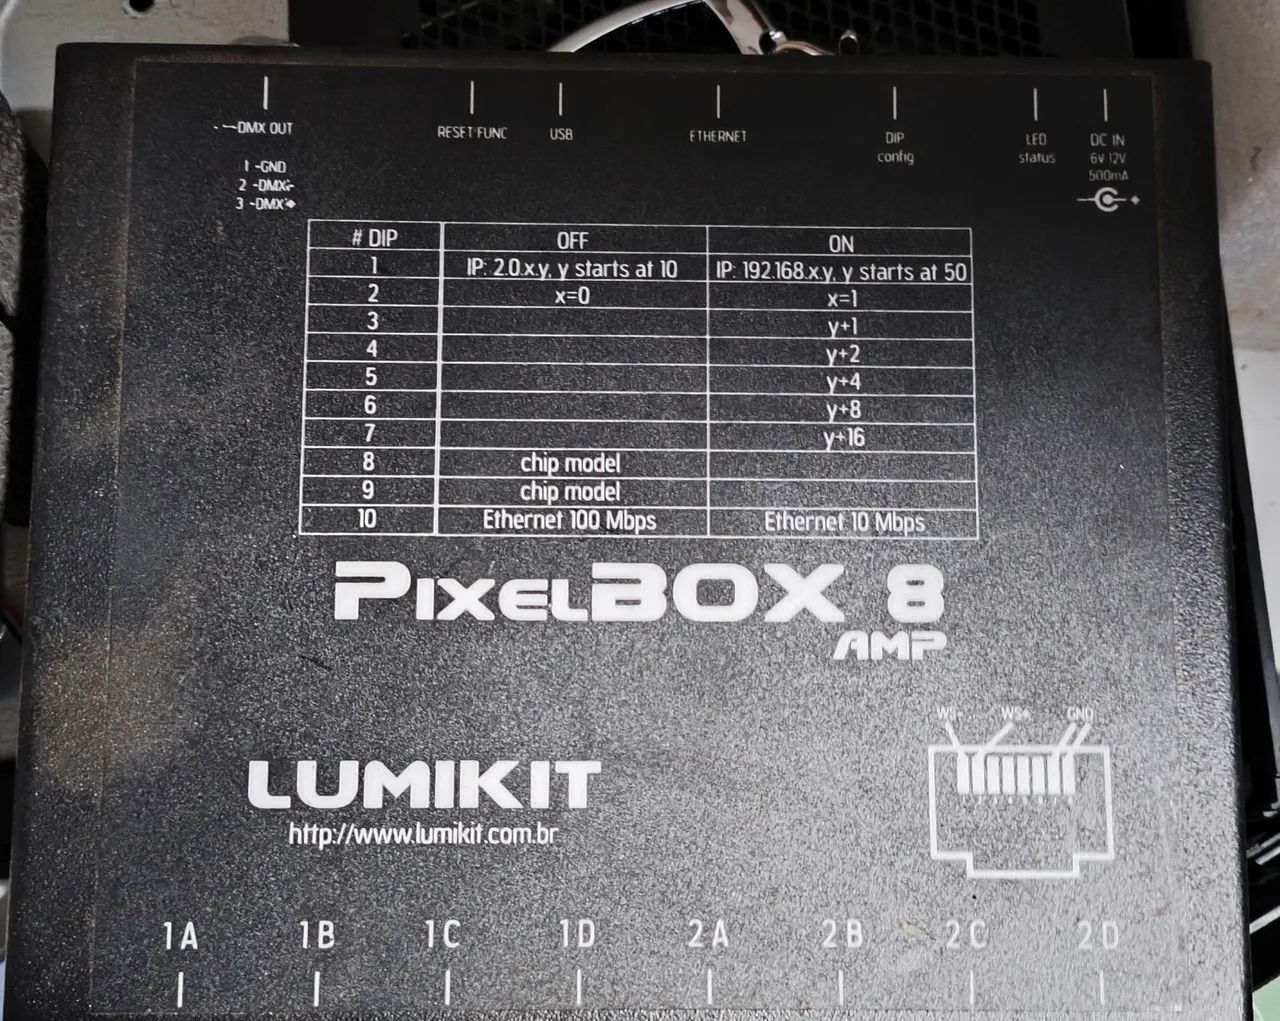 DMX OUT
RESET/FUNC
USB
ETHERNET
DIP
config
LED
status
DC IN
6V 12V
500mA
1 -GND
2 -DMX-
3 -DMX+
# DIP OFF ON
1 IP: 2.0.x.y, y starts at 10 IP: 192.168.x.y, y starts at 50
2 x=0 x=1
3 y+1
4 y+2
5 y+4
6 y+8
7 y+16
8 chip model
9 chip model
10 Ethernet 100 Mbps Ethernet 10 Mbps
PIXELBOX 8
AMP
WS- WS+ GND
LUMIKIT
http://www.lumikit.com.br
1A 1B 1C 1D 2A 2B 2C 2D